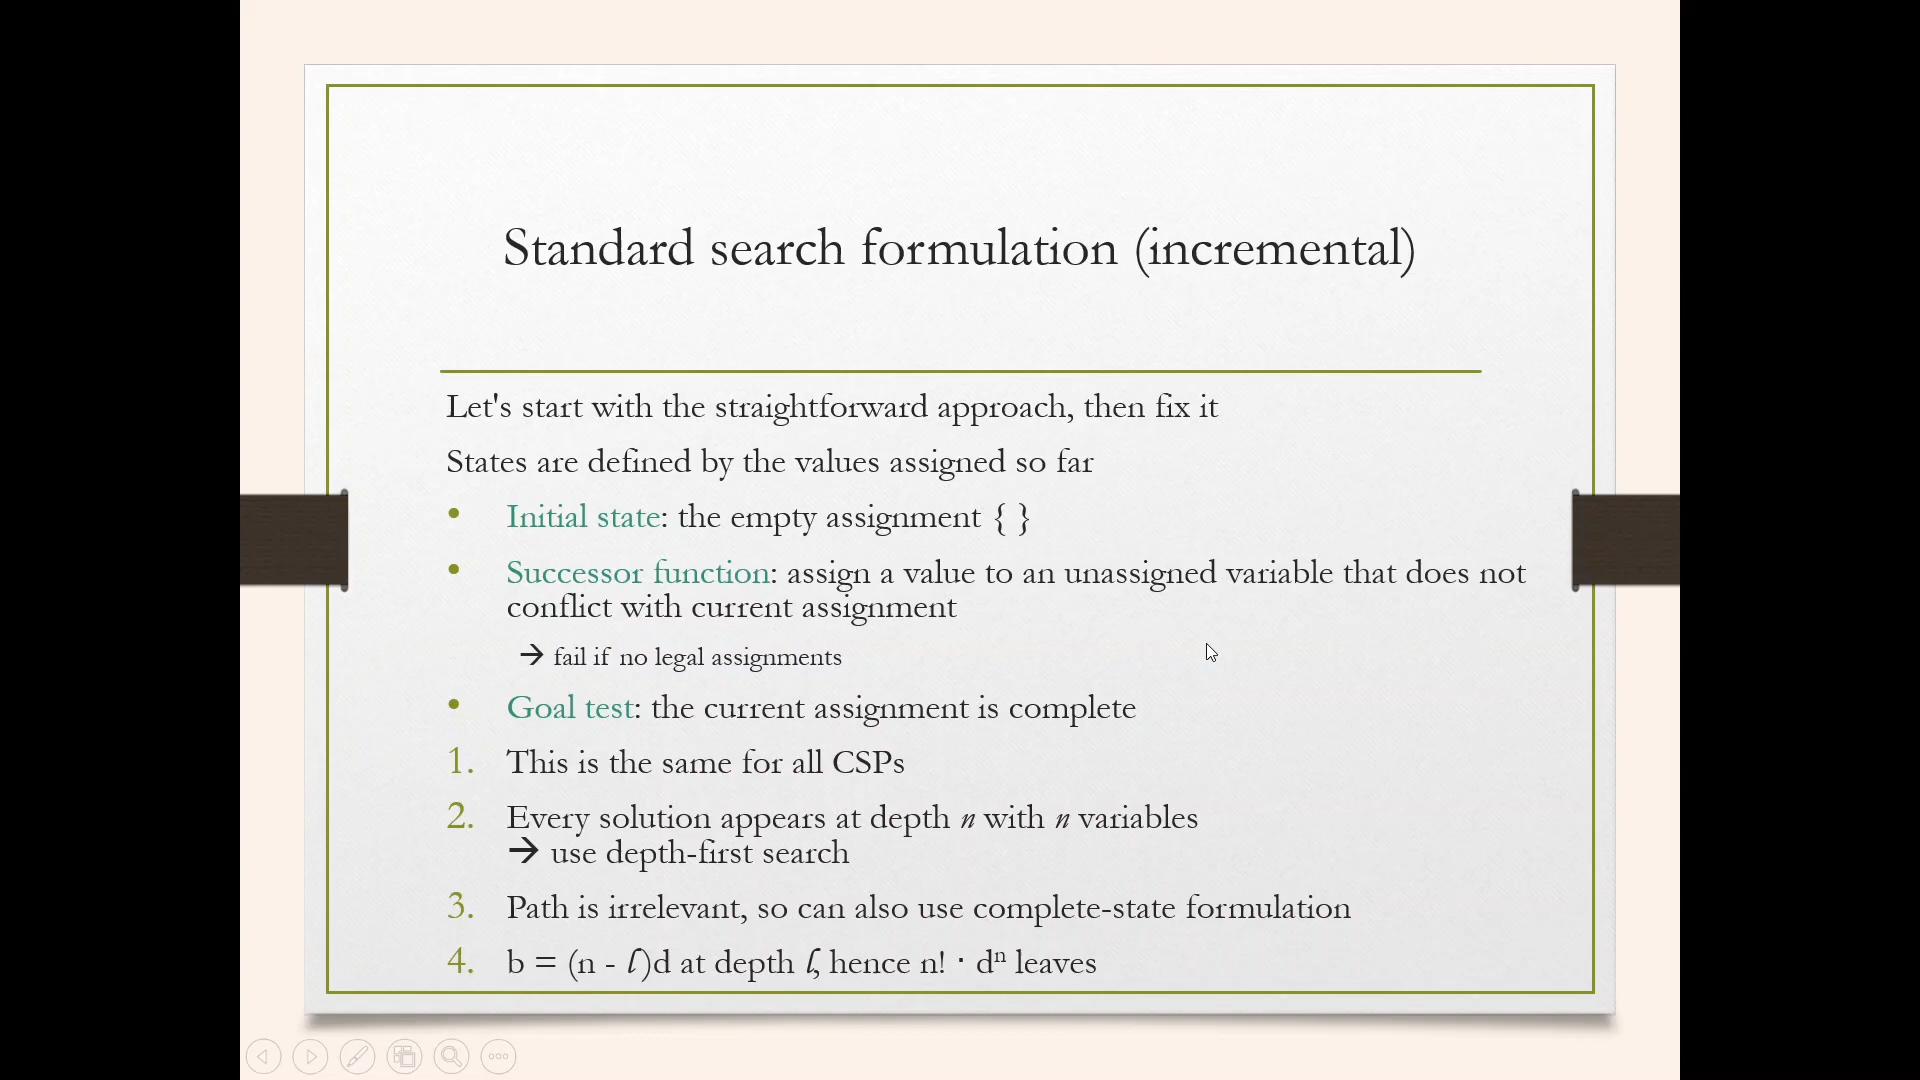 Standard search formulation (incremental)
Let's start with the straightforward approach, then fix it
States are defined by the values assigned so far
• Initial state: the empty assignment { }
• Successor function: assign a value to an unassigned variable that does not
conflict with current assignment
→ fail if no legal assignments
• Goal test: the current assignment is complete
1. This is the same for all CSPs
2. Every solution appears at depth n with n variables
→ use depth-first search
3. Path is irrelevant, so can also use complete-state formulation
4. b = (n - l)d at depth l, hence n! · dⁿ leaves